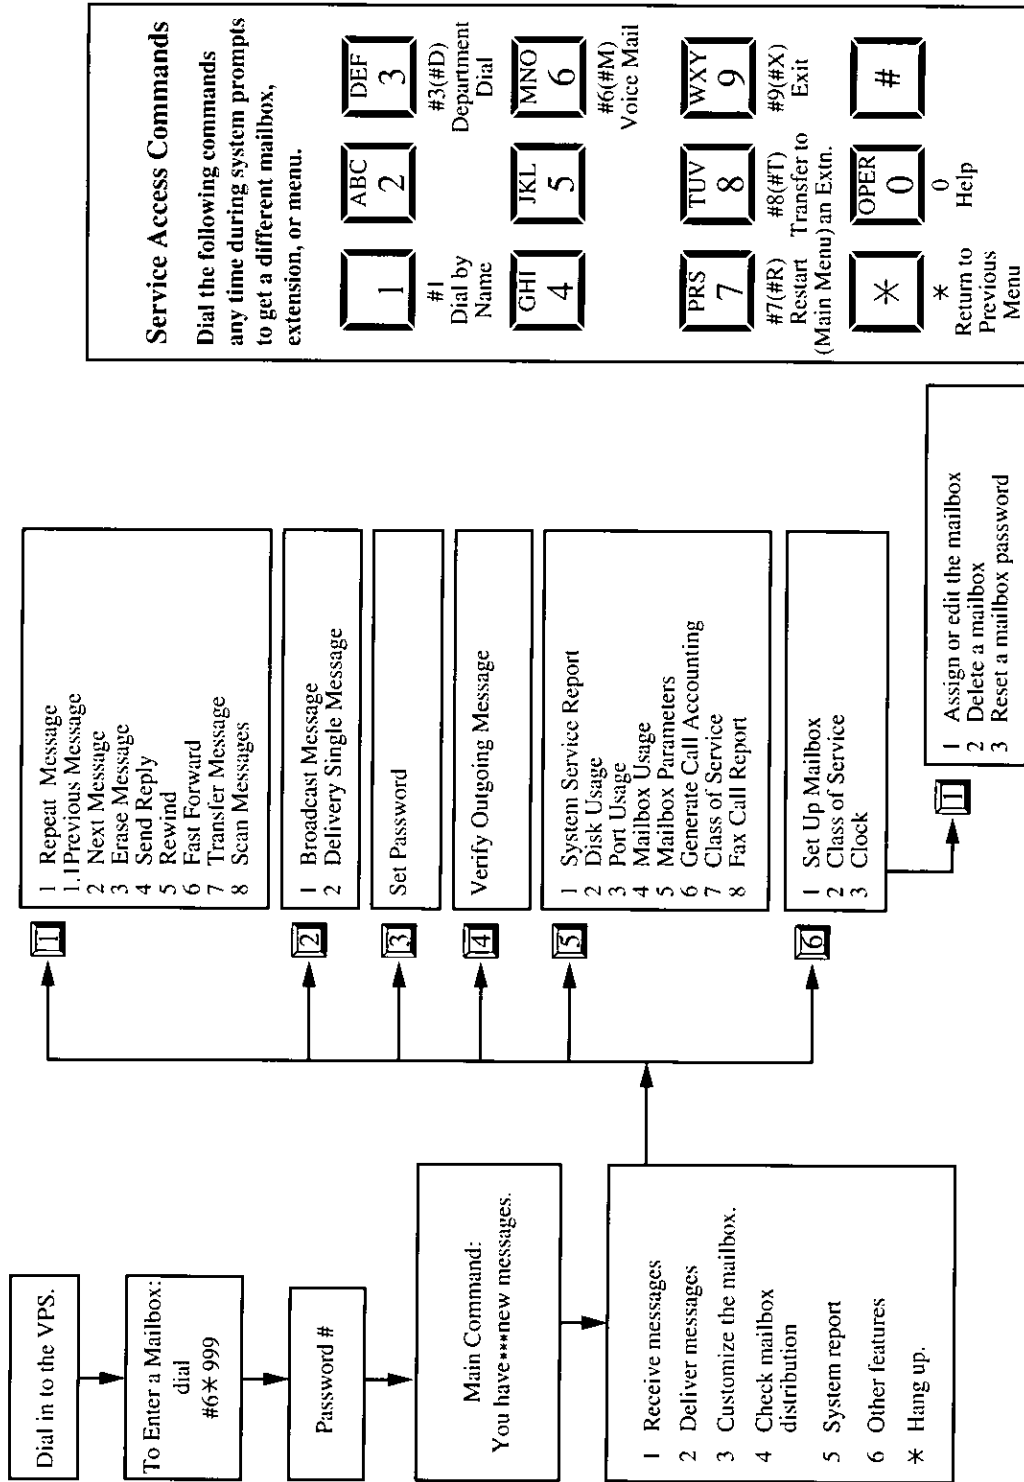 Dial in to the VPS.
To Enter a Mailbox:
dial
#6*999
Password #
Main Command:
You have***new messages.
1 Receive messages
2 Deliver messages
3 Customize the mailbox.
4 Check mailbox
distribution
5 System report
6 Other features
* Hang up.
1
1 Repeat Message
1.1 Previous Message
2 Next Message
3 Erase Message
4 Send Reply
5 Rewind
6 Fast Forward
7 Transfer Message
8 Scan Messages
2
1 Broadcast Message
2 Delivery Single Message
3
Set Password
4
Verify Outgoing Message
5
1 System Service Report
2 Disk Usage
3 Port Usage
4 Mailbox Usage
5 Mailbox Parameters
6 Generate Call Accounting
7 Class of Service
8 Fax Call Report
6
1 Set Up Mailbox
2 Class of Service
3 Clock
1
1 Assign or edit the mailbox
2 Delete a mailbox
3 Reset a mailbox password
Service Access Commands
Dial the following commands
any time during system prompts
to get a different mailbox,
extension, or menu.
1
#1
Dial by
Name
ABC
2
DEF
3
#3(#D)
Department
Dial
GHI
4
JKL
5
MNO
6
#6(#M)
Voice Mail
PRS
7
#7(#R)
Restart
(Main Menu)
TUV
8
#8(#T)
Transfer to
an Extn.
WXY
9
#9(#X)
Exit
*
*
Return to
Previous
Menu
OPER
0
0
Help
#